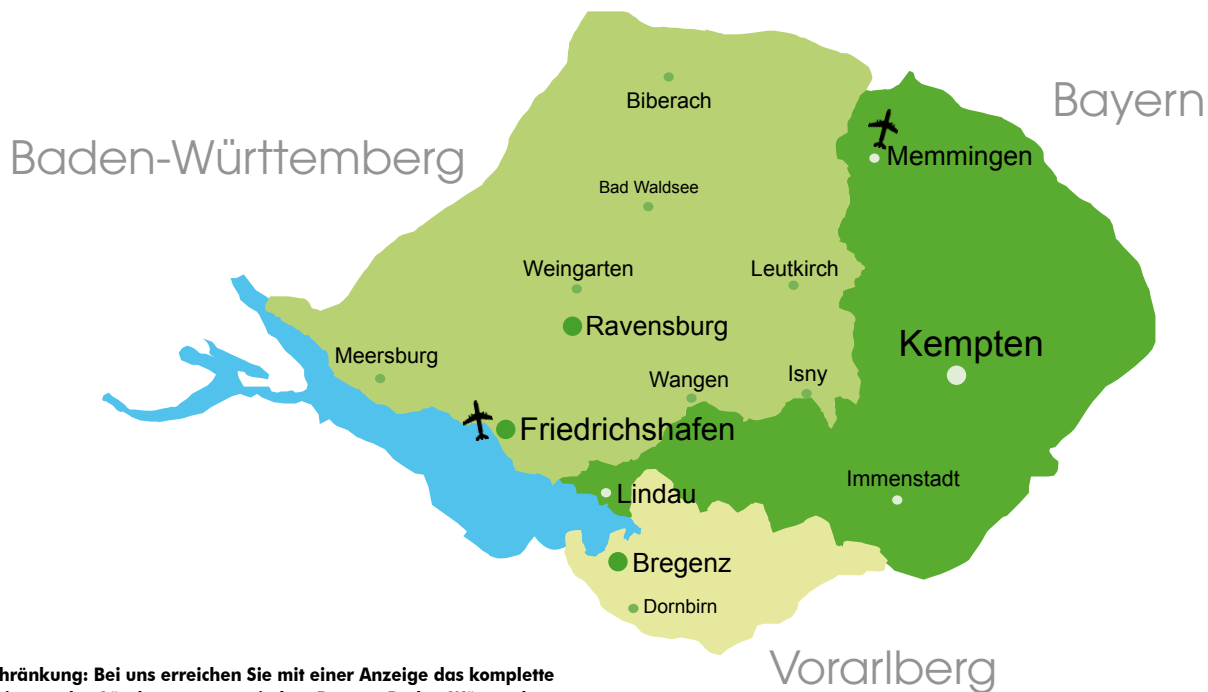 Biberach
Bayern
Baden-Württemberg
Memmingen
Bad Waldsee
Weingarten
Leutkirch
Ravensburg
Kempten
Meersburg
Wangen
Isny
Friedrichshafen
Immenstadt
Lindau
Bregenz
Dornbirn
Vorarlberg
hränkung: Bei uns erreichen Sie mit einer Anzeige das komplette